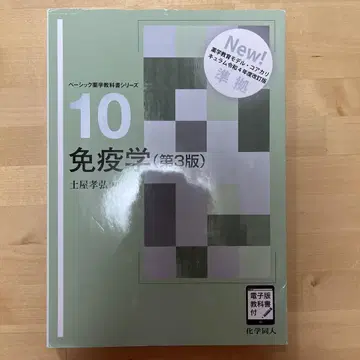 ベーシック薬学教科書シリーズ
New!
薬学教育モデル・コアカリ
キュラム令和4年度改訂版
準拠
10
免疫学(第3版)
土屋孝弘
電子版
教科書
付
化学同人